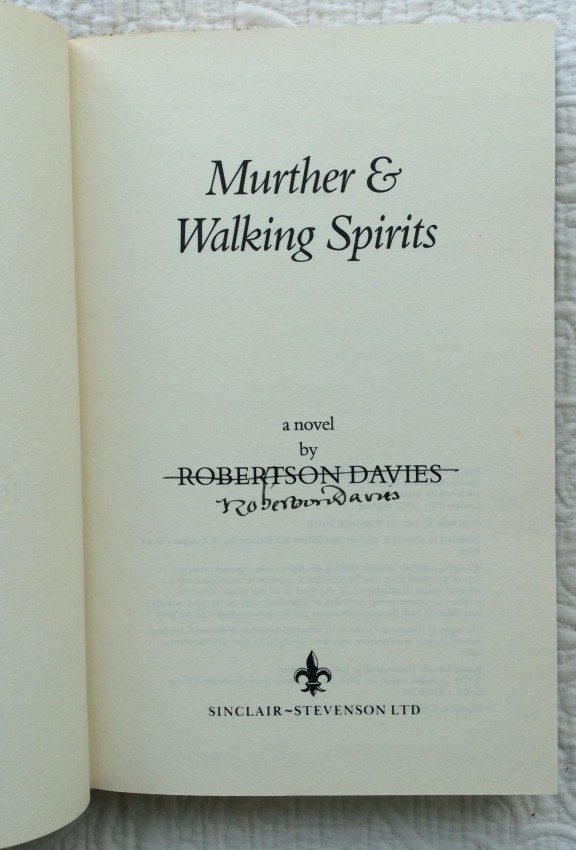 Murther &
Walking Spirits
a novel
by
ROBERTSON DAVIES
Robertson Davies
SINCLAIR~STEVENSON LTD